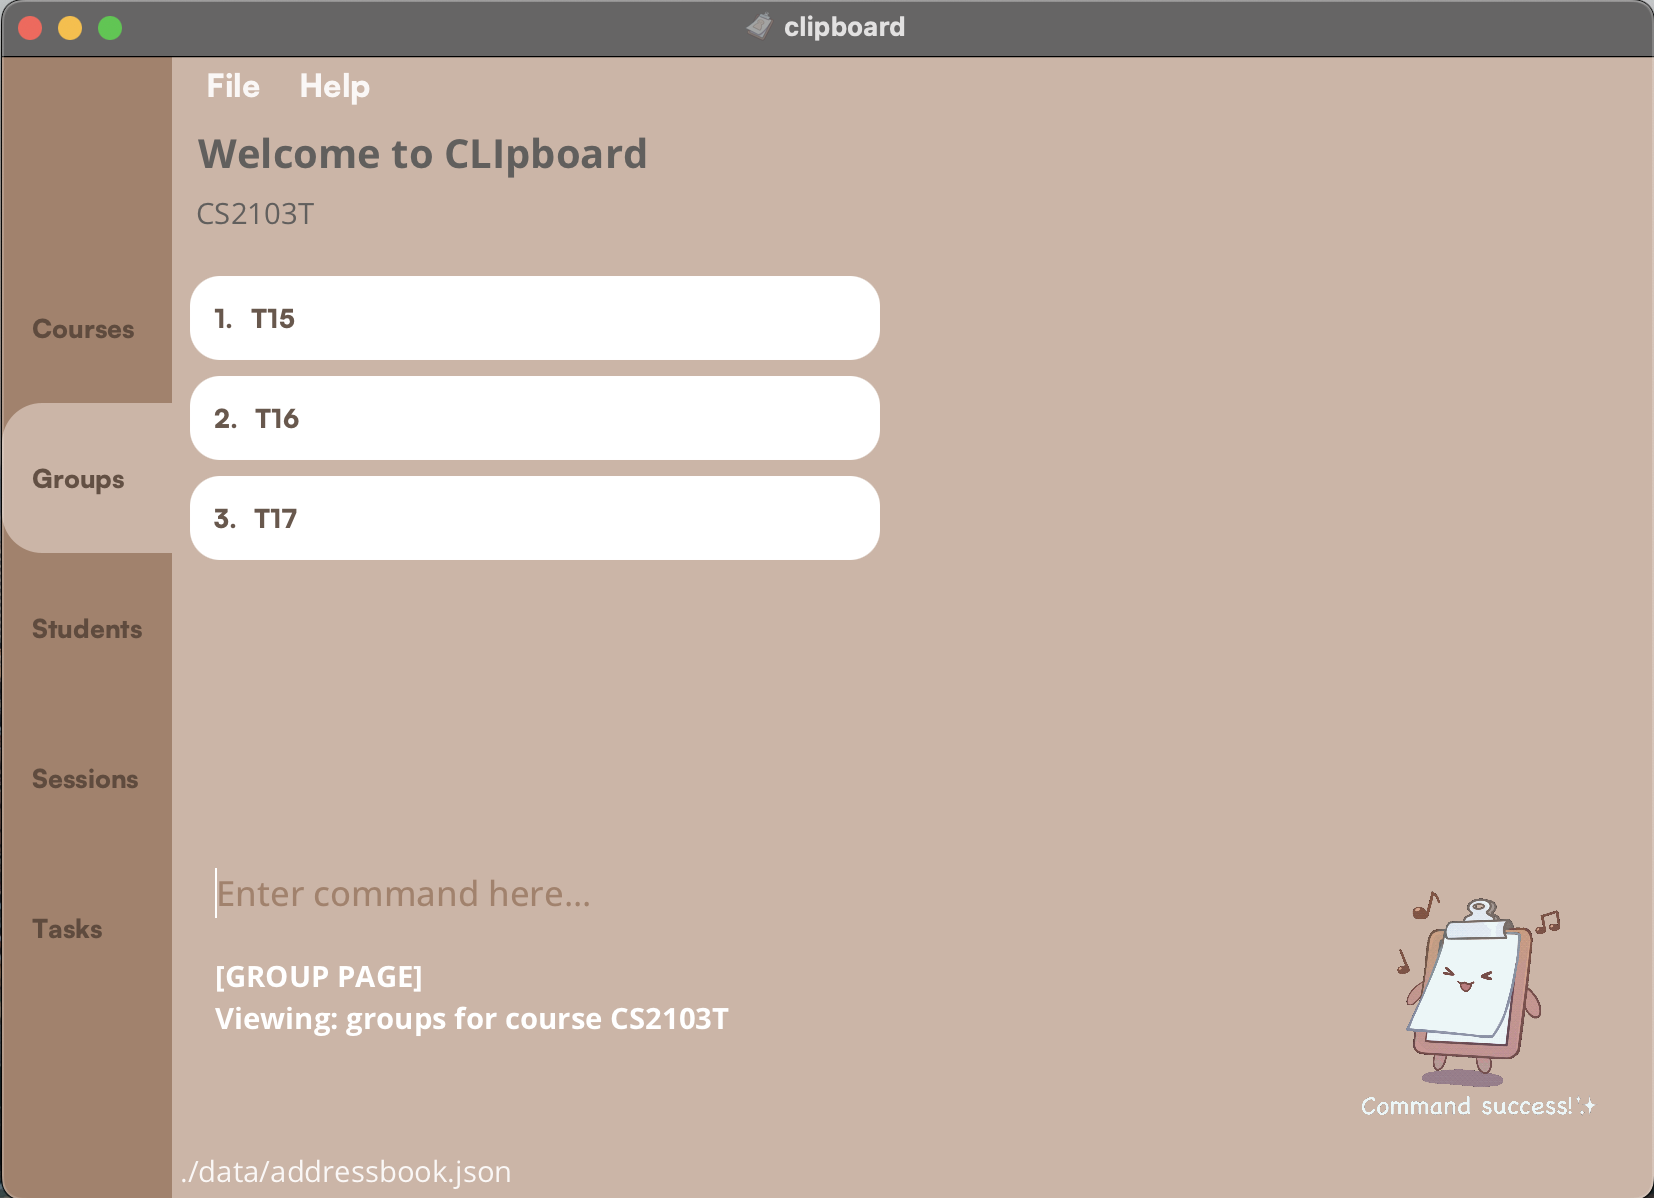 clipboard
File Help
Welcome to CLIpboard
CS2103T
Courses
Groups
Students
Sessions
Tasks
1. T15
2. T16
3. T17
Enter command here...
[GROUP PAGE]
Viewing: groups for course CS2103T
Command success!
./data/addressbook.json